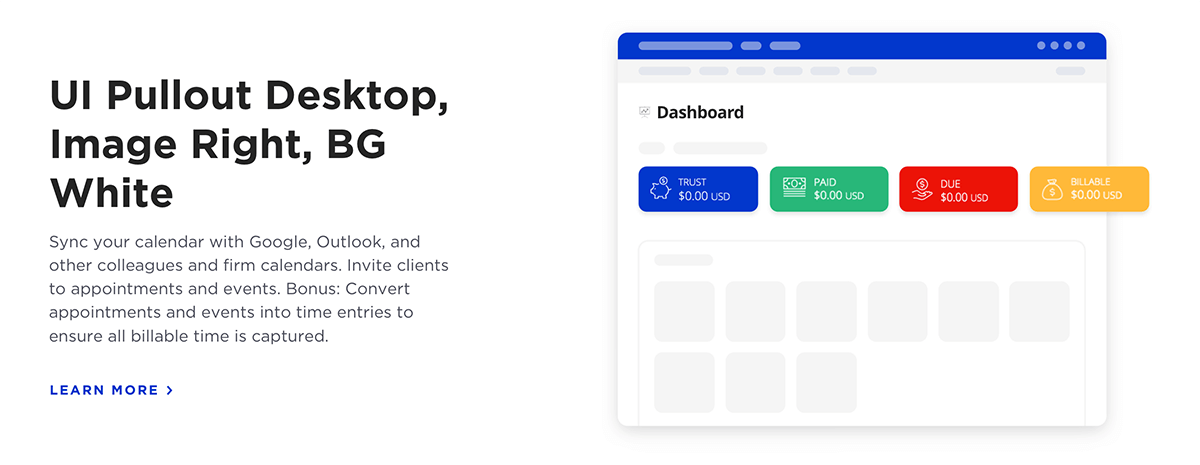 UI Pullout Desktop,
Image Right, BG
White
Sync your calendar with Google, Outlook, and
other colleagues and firm calendars. Invite clients
to appointments and events. Bonus: Convert
appointments and events into time entries to
ensure all billable time is captured.
LEARN MORE >
Dashboard
TRUST
$0.00 USD
PAID
$0.00 USD
DUE
$0.00 USD
BILLABLE
$0.00 USD